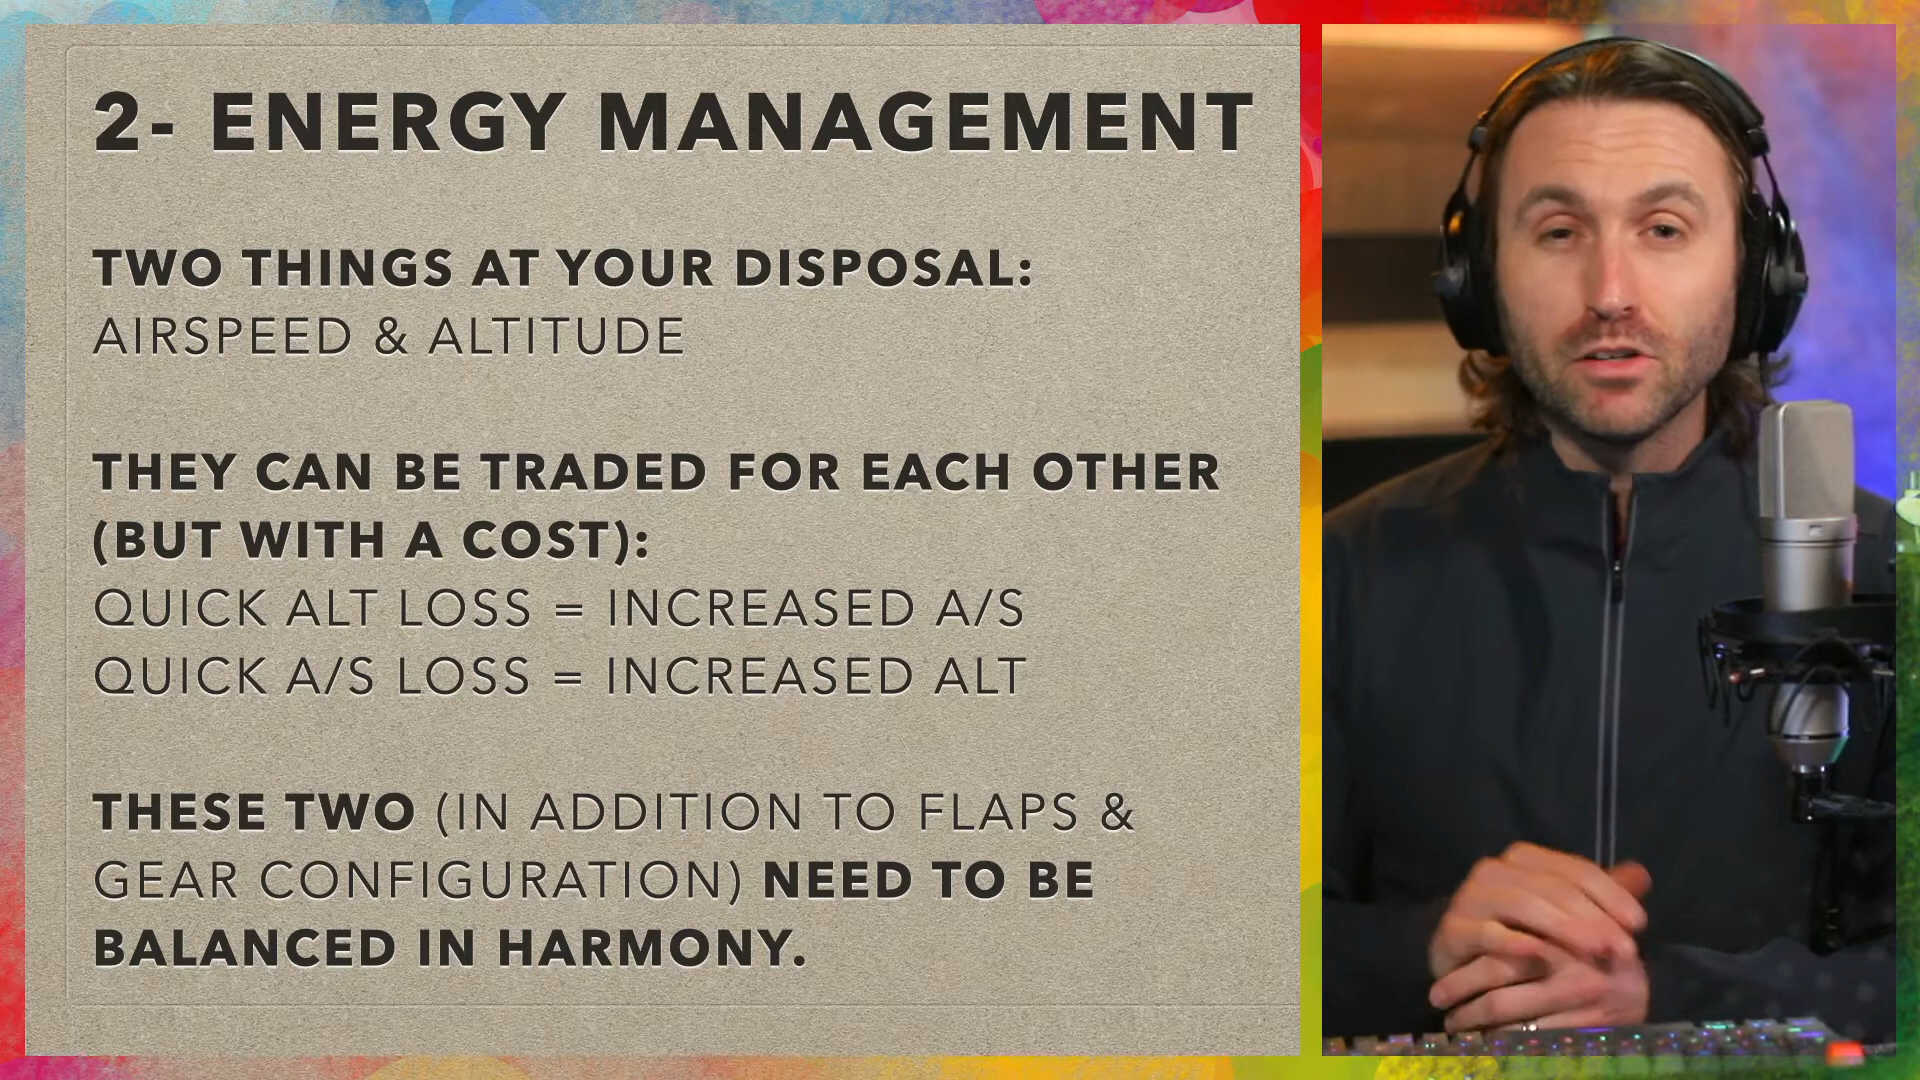 2- ENERGY MANAGEMENT
TWO THINGS AT YOUR DISPOSAL:
AIRSPEED & ALTITUDE
THEY CAN BE TRADED FOR EACH OTHER
(BUT WITH A COST):
QUICK ALT LOSS = INCREASED A/S
QUICK A/S LOSS = INCREASED ALT
THESE TWO (IN ADDITION TO FLAPS &
GEAR CONFIGURATION) NEED TO BE
BALANCED IN HARMONY.